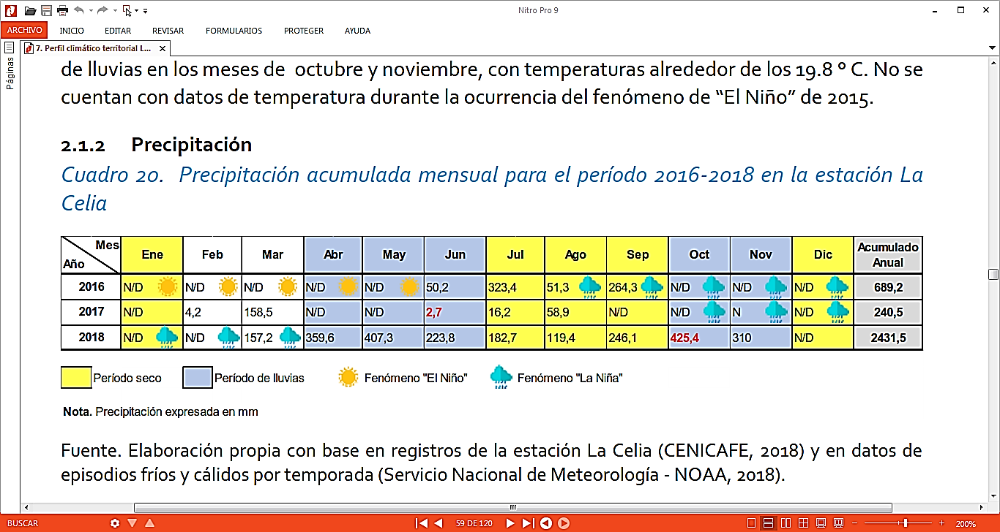 Nitro Pro 9
ARCHIVO INICIO EDITAR REVISAR FORMULARIOS PROTEGER AYUDA
7. Perfil climático territorial L... ×
Páginas
de lluvias en los meses de octubre y noviembre, con temperaturas alrededor de los 19.8 º C. No se
cuentan con datos de temperatura durante la ocurrencia del fenómeno de “El Niño” de 2015.
2.1.2 Precipitación
Cuadro 20. Precipitación acumulada mensual para el período 2016-2018 en la estación La
Celia
Mes
Año
Ene Feb Mar Abr May Jun Jul Ago Sep Oct Nov Dic Acumulado
Anual
2016 N/D N/D N/D N/D N/D 50,2 323,4 51,3 264,3 N/D N/D N/D 689,2
2017 N/D 4,2 158,5 N/D N/D 2,7 16,2 58,9 N/D N/D N N/D 240,5
2018 N/D N/D 157,2 359,6 407,3 223,8 182,7 119,4 246,1 425,4 310 N/D 2431,5
Período seco Período de lluvias Fenómeno "El Niño" Fenómeno "La Niña"
Nota. Precipitación expresada en mm
Fuente. Elaboración propia con base en registros de la estación La Celia (CENICAFE, 2018) y en datos de
episodios fríos y cálidos por temporada (Servicio Nacional de Meteorología - NOAA, 2018).
BUSCAR 59 DE 120 200%